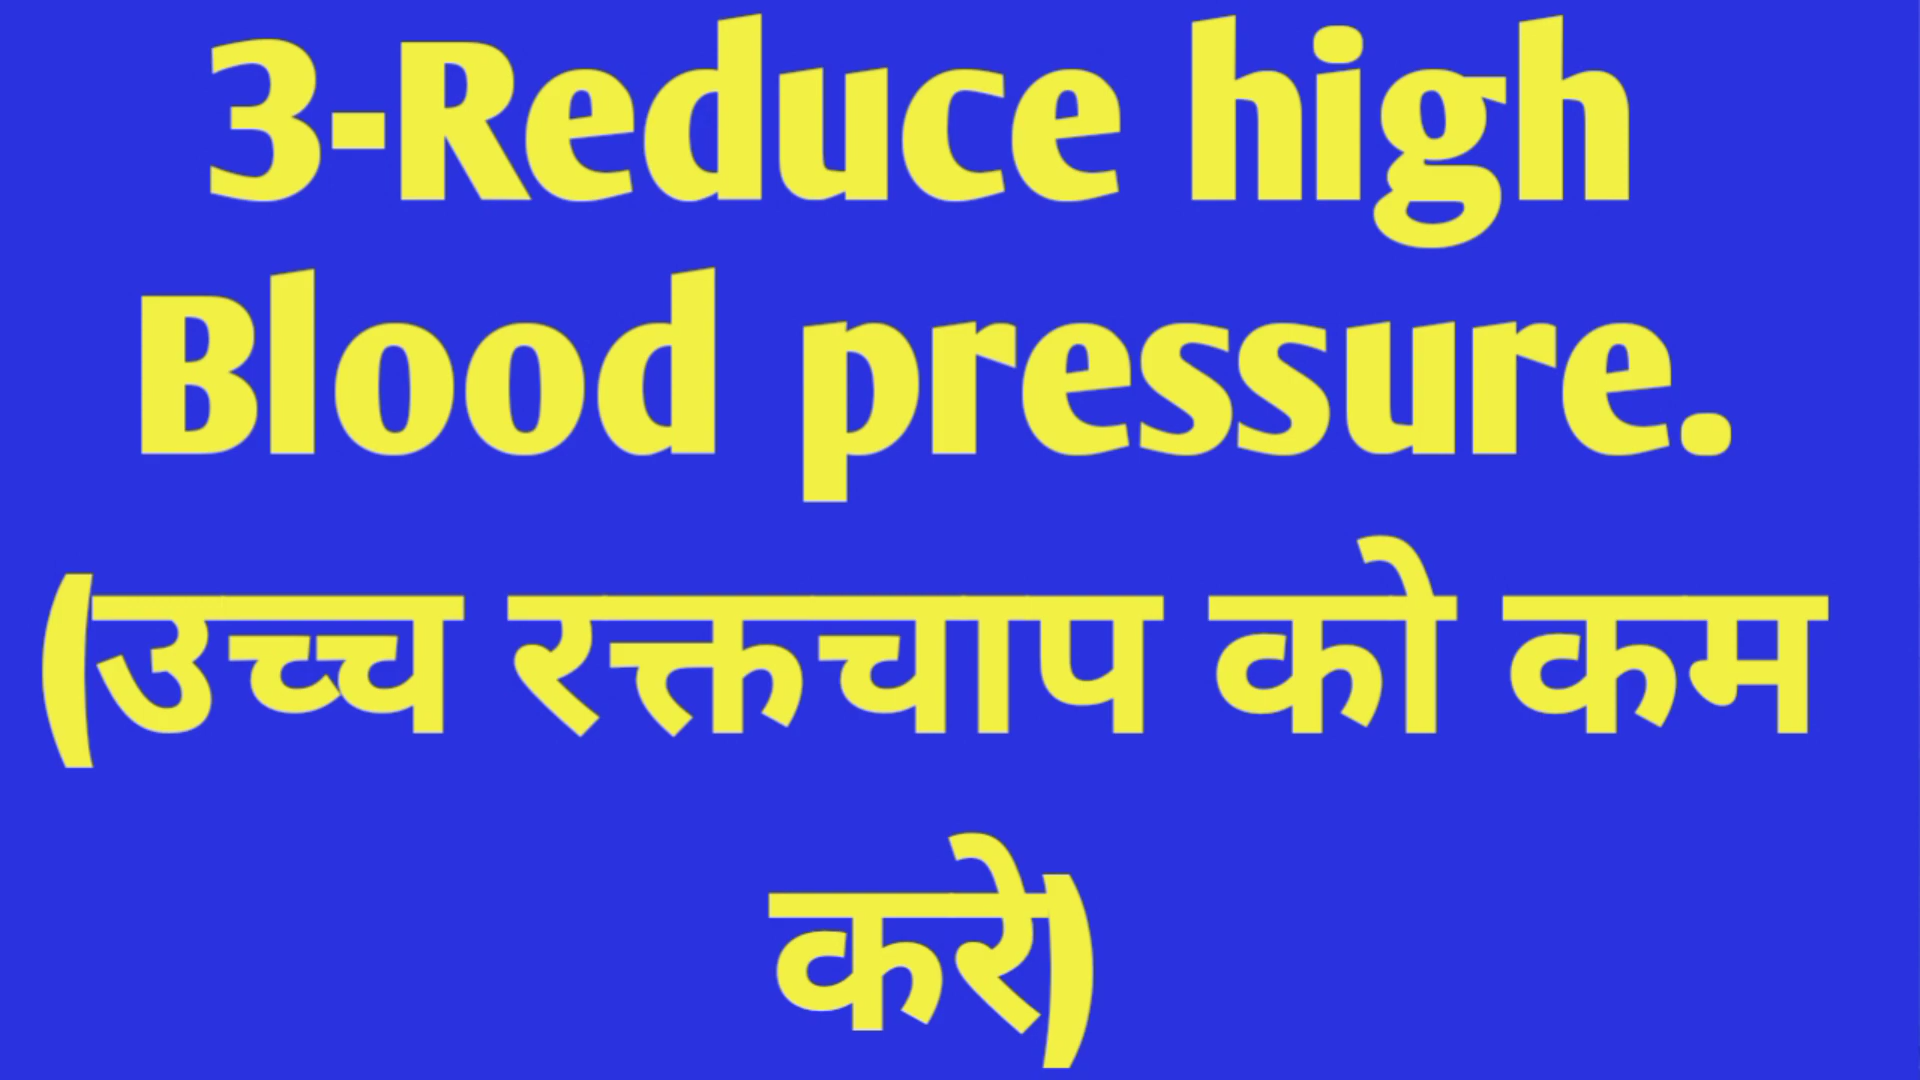 3-Reduce high
Blood pressure.
(उच्च रक्तचाप को कम
करे)